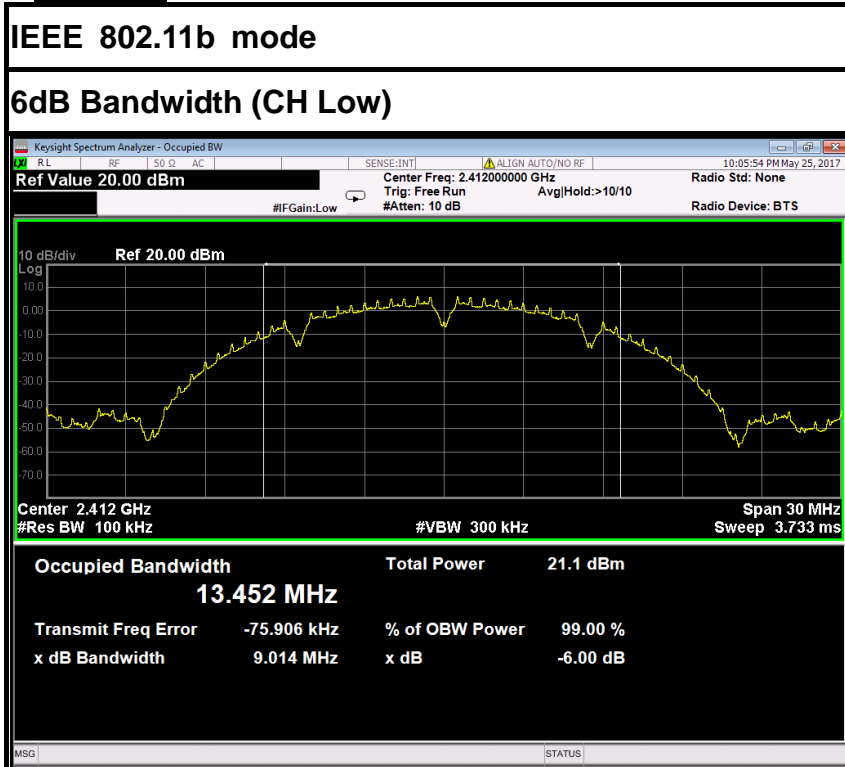 IEEE 802.11b mode
6dB Bandwidth (CH Low)
Keysight Spectrum Analyzer - Occupied BW
LXI RL RF 50 Ω AC SENSE:INT ALIGN AUTO/NO RF 10:05:54 PM May 25, 2017
Ref Value 20.00 dBm Center Freq: 2.412000000 GHz Radio Std: None
Trig: Free Run Avg|Hold:>10/10
#IFGain:Low #Atten: 10 dB Radio Device: BTS
10 dB/div Ref 20.00 dBm
Log
10.0
0.00
-10.0
-20.0
-30.0
-40.0
-50.0
-60.0
-70.0
Center 2.412 GHz Span 30 MHz
#Res BW 100 kHz #VBW 300 kHz Sweep 3.733 ms
Occupied Bandwidth Total Power 21.1 dBm
13.452 MHz
Transmit Freq Error -75.906 kHz % of OBW Power 99.00 %
x dB Bandwidth 9.014 MHz x dB -6.00 dB
MSG STATUS